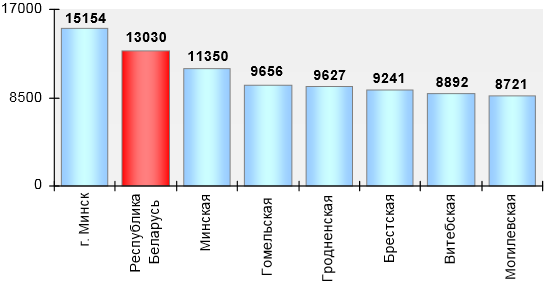 17000
8500
0
15154
13030
11350
9656
9627
9241
8892
8721
г. Минск
Республика
Беларусь
Минская
Гомельская
Гродненская
Брестская
Витебская
Могилевская